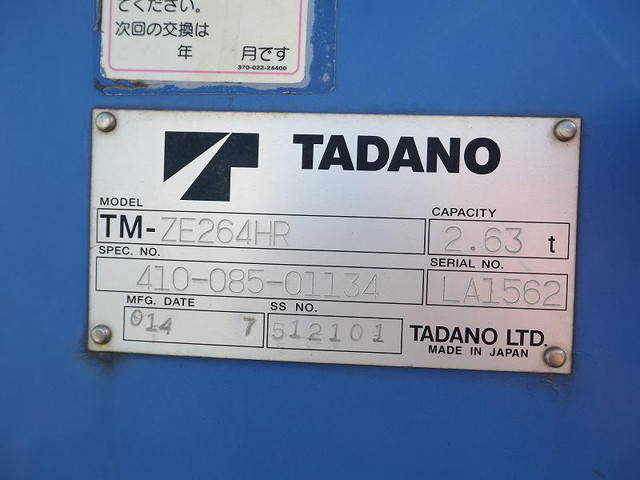 てください。
次回の交換は
年 月です
370-022-24400
TADANO
MODEL
TM-ZE264HR
CAPACITY
2.63 t
SPEC. NO.
410-085-01134
SERIAL NO.
LA1562
MFG. DATE
014 7
SS NO.
512101
TADANO LTD.
MADE IN JAPAN